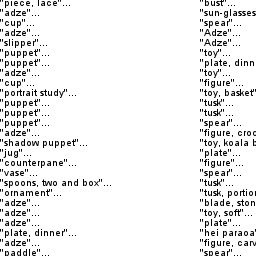 "piece, lace"...
"adze"...
"cup"...
"adze"...
"slipper"...
"puppet"...
"puppet"...
"adze"...
"cup"...
"portrait study"...
"puppet"...
"puppet"...
"puppet"...
"adze"...
"shadow puppet"...
"jug"...
"counterpane"...
"vase"...
"spoons, two and box"...
"ornament"...
"adze"...
"adze"...
"adze"...
"plate, dinner"...
"adze"...
"paddle"...
"bust"...
"sun-glasses
"spear"...
"Adze"...
"Adze"...
"toy"...
"plate, dinn
"toy"...
"figure"...
"toy, basket"
"tusk"...
"tusk"...
"spear"...
"figure, croc
"toy, koala b
"plate"...
"figure"...
"spear"...
"tusk"...
"tusk, portio
"blade, ston
"toy, soft"...
"plate"...
"hei paraoa"
"figure, carv
"spear"...